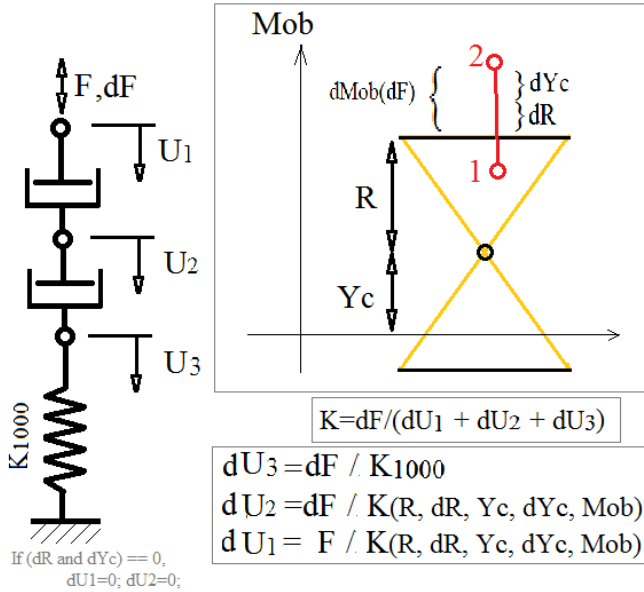 Mob
F,dF
U1
U2
U3
K1000
2
dMob(dF)
dYc
dR
1
R
Yc
K=dF/(dU1 + dU2 + dU3)
dU3=dF / K1000
dU2=dF / K(R, dR, Yc, dYc, Mob)
dU1= F / K(R, dR, Yc, dYc, Mob)
If (dR and dYc) == 0,
dU1=0; dU2=0;